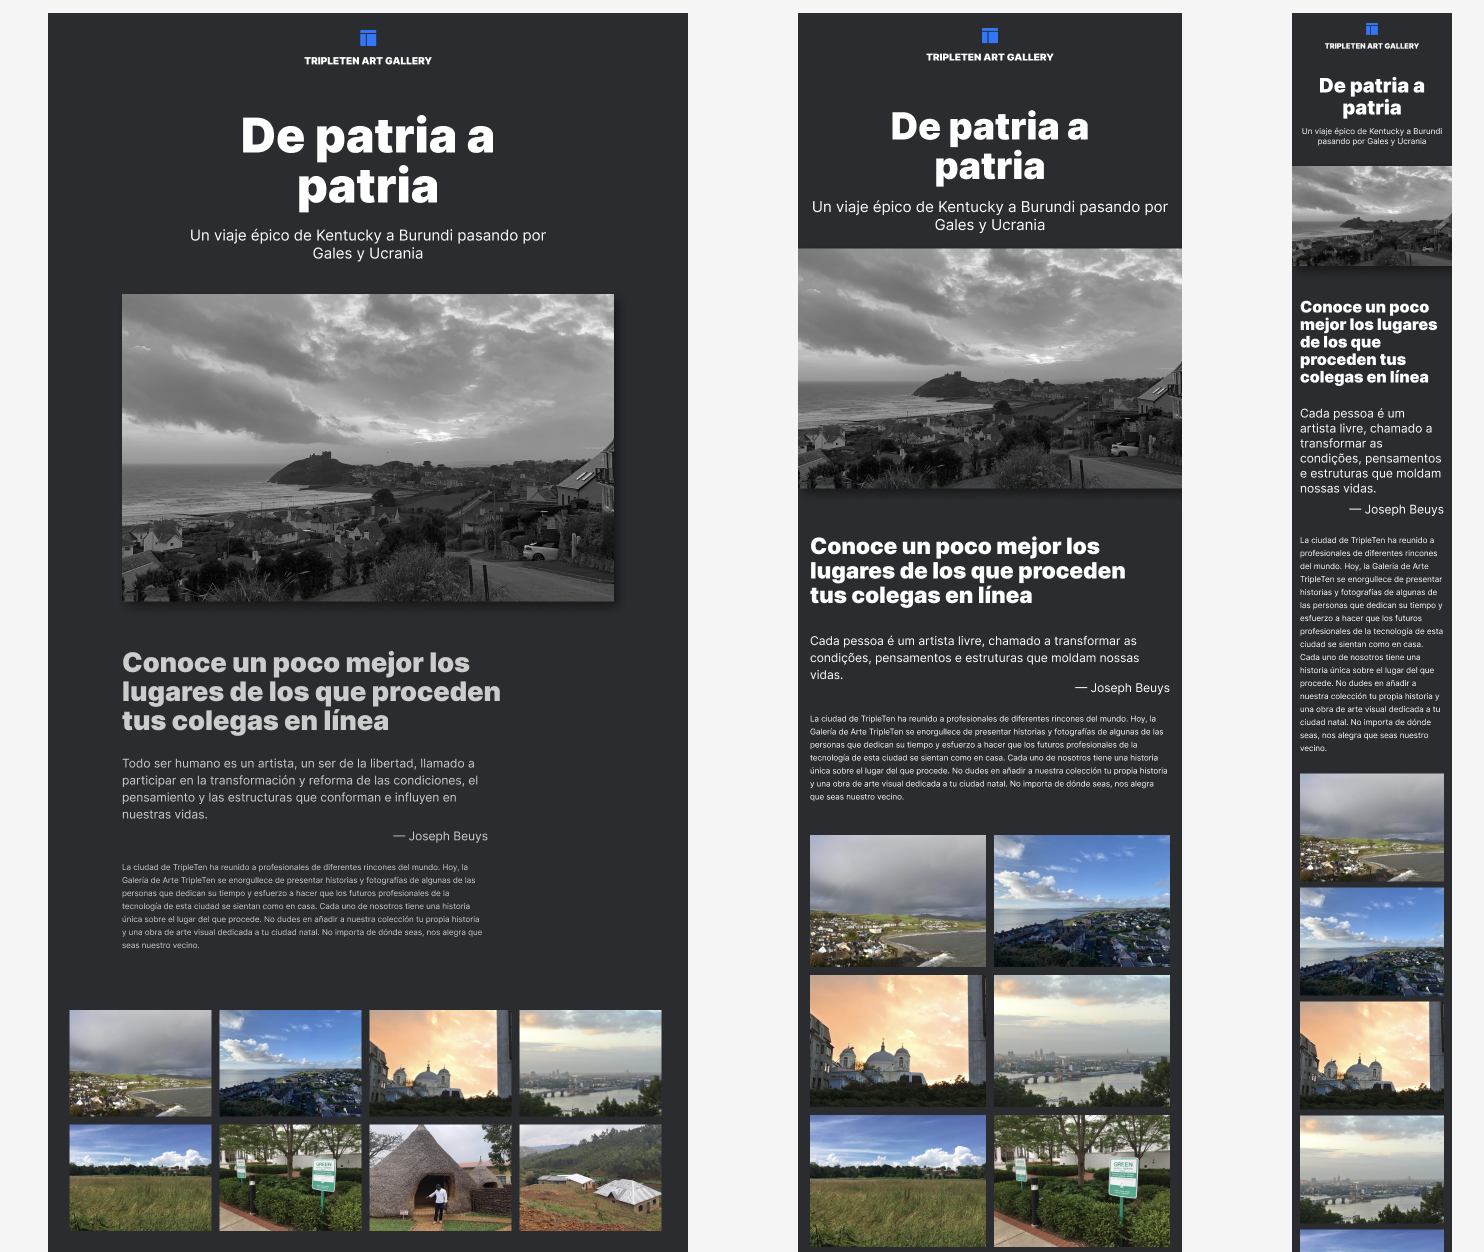 TRIPLETEN ART GALLERY
De patria a
patria
Un viaje épico de Kentucky a Burundi pasando por
Gales y Ucrania
Conoce un poco mejor los
lugares de los que proceden
tus colegas en línea
Todo ser humano es un artista, un ser de la libertad, llamado a
participar en la transformación y reforma de las condiciones, el
pensamiento y las estructuras que conforman e influyen en
nuestras vidas.
— Joseph Beuys
La ciudad de TripleTen ha reunido a profesionales de diferentes rincones del mundo. Hoy, la
Galería de Arte TripleTen se enorgullece de presentar historias y fotografías de algunas de las
personas que dedican su tiempo y esfuerzo a hacer que los futuros profesionales de la
tecnología de esta ciudad se sientan como en casa. Cada uno de nosotros tiene una historia
única sobre el lugar del que procede. No dudes en añadir a nuestra colección tu propia historia
y una obra de arte visual dedicada a tu ciudad natal. No importa de dónde seas, nos alegra que
seas nuestro vecino.
GREEN
TRIPLETEN ART GALLERY
De patria a
patria
Un viaje épico de Kentucky a Burundi pasando por
Gales y Ucrania
Conoce un poco mejor los
lugares de los que proceden
tus colegas en línea
Cada pessoa é um artista livre, chamado a transformar as
condições, pensamentos e estruturas que moldam nossas
vidas.
— Joseph Beuys
La ciudad de TripleTen ha reunido a profesionales de diferentes rincones del mundo. Hoy, la
Galería de Arte TripleTen se enorgullece de presentar historias y fotografías de algunas de las
personas que dedican su tiempo y esfuerzo a hacer que los futuros profesionales de la
tecnología de esta ciudad se sientan como en casa. Cada uno de nosotros tiene una historia
única sobre el lugar del que procede. No dudes en añadir a nuestra colección tu propia historia
y una obra de arte visual dedicada a tu ciudad natal. No importa de dónde seas, nos alegra
que seas nuestro vecino.
GREEN
TRIPLETEN ART GALLERY
De patria a
patria
Un viaje épico de Kentucky a Burundi
pasando por Gales y Ucrania
Conoce un poco
mejor los lugares
de los que
proceden tus
colegas en línea
Cada pessoa é um
artista livre, chamado a
transformar as
condições, pensamentos
e estruturas que moldam
nossas vidas.
— Joseph Beuys
La ciudad de TripleTen ha reunido a
profesionales de diferentes rincones
del mundo. Hoy, la Galería de Arte
TripleTen se enorgullece de presentar
historias y fotografías de algunas de
las personas que dedican su tiempo y
esfuerzo a hacer que los futuros
profesionales de la tecnología de esta
ciudad se sientan como en casa.
Cada uno de nosotros tiene una
historia única sobre el lugar del que
procede. No dudes en añadir a
nuestra colección tu propia historia y
una obra de arte visual dedicada a tu
ciudad natal. No importa de dónde
seas, nos alegra que seas nuestro
vecino.